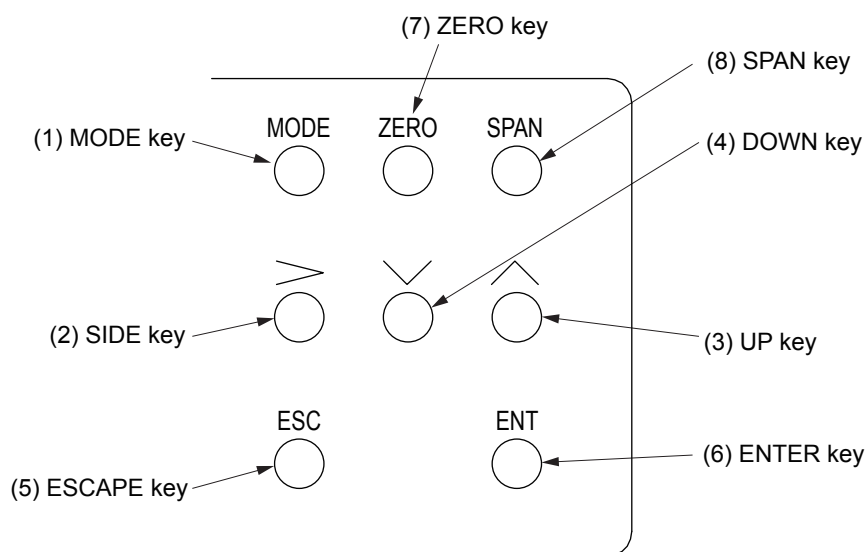 (7) ZERO key
(8) SPAN key
(1) MODE key
MODE
ZERO
SPAN
(4) DOWN key
(2) SIDE key
(3) UP key
ESC
ENT
(5) ESCAPE key
(6) ENTER key